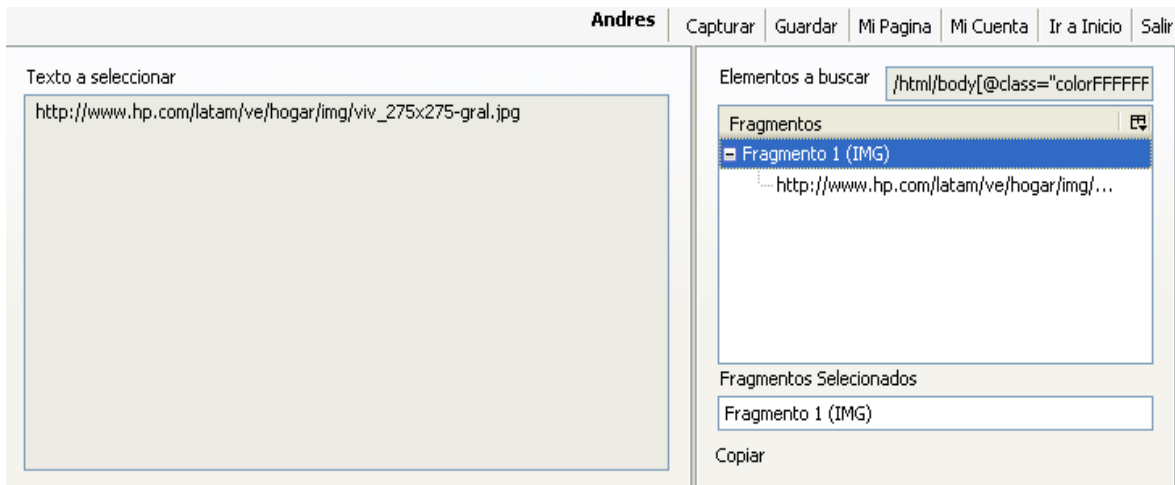 Andres Capturar Guardar Mi Pagina Mi Cuenta Ir a Inicio Salir
Texto a seleccionar
http://www.hp.com/latam/ve/hogar/img/viv_275x275-gral.jpg
Elementos a buscar /html/body[@class="colorFFFFFF
Fragmentos
Fragmento 1 (IMG)
http://www.hp.com/latam/ve/hogar/img/...
Fragmentos Selecionados
Fragmento 1 (IMG)
Copiar